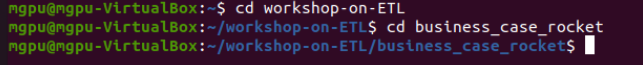 mgpu@mgpu-VirtualBox:~$ cd workshop-on-ETL
mgpu@mgpu-VirtualBox:~/workshop-on-ETL$ cd business_case_rocket
mgpu@mgpu-VirtualBox:~/workshop-on-ETL/business_case_rocket$